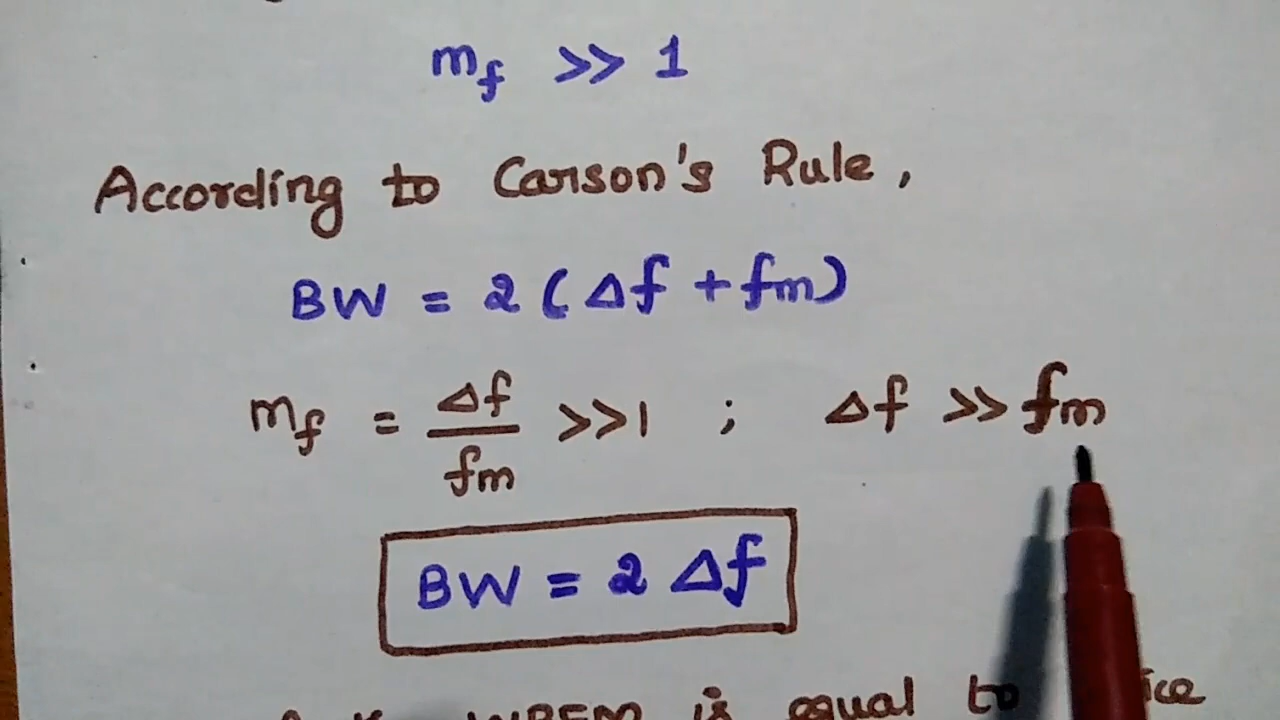 mf >> 1
According to Carson's Rule,
BW = 2 (Δf + fm)
mf = Δf/fm >>1 ; Δf >> fm
BW = 2 Δf
WBFM is equal to